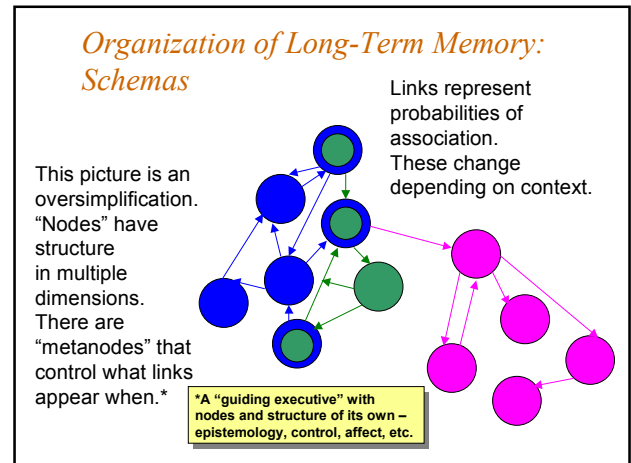 Organization of Long-Term Memory:
Schemas
Links represent
probabilities of
association.
These change
depending on context.
This picture is an
oversimplification.
“Nodes” have
structure
in multiple
dimensions.
There are
“metanodes” that
control what links
appear when.*
*A “guiding executive” with
nodes and structure of its own –
epistemology, control, affect, etc.